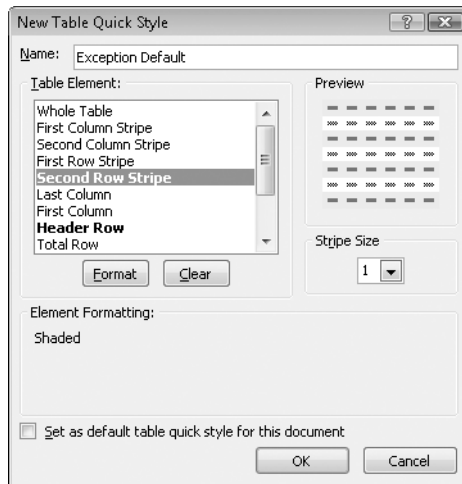 New Table Quick Style
Name: Exception Default
Table Element:
Whole Table
First Column Stripe
Second Column Stripe
First Row Stripe
Second Row Stripe
Last Column
First Column
Header Row
Total Row
Format Clear
Preview
Stripe Size
1
Element Formatting:
Shaded
Set as default table quick style for this document
OK Cancel